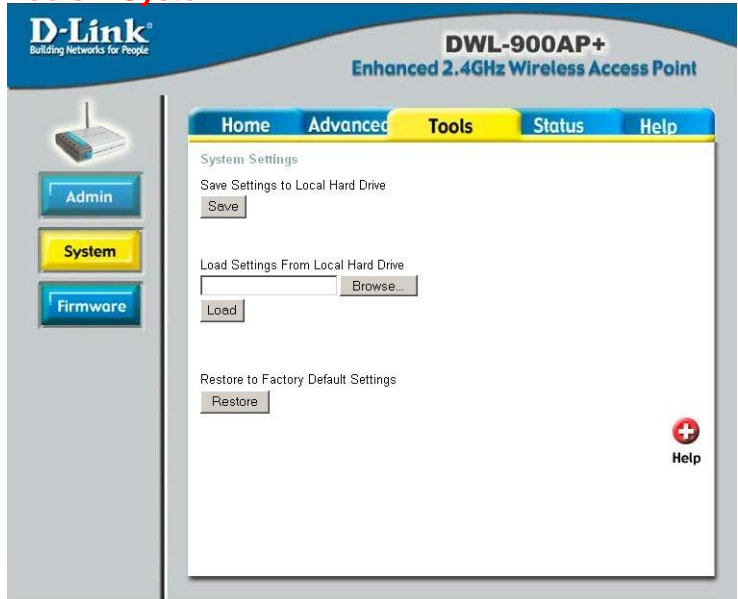 D-Link
Building Networks for People
DWL-900AP+
Enhanced 2.4GHz Wireless Access Point
Home Advanced Tools Status Help
Admin
System
Firmware
System Settings
Save Settings to Local Hard Drive
Save
Load Settings From Local Hard Drive
Browse...
Load
Restore to Factory Default Settings
Restore
Help